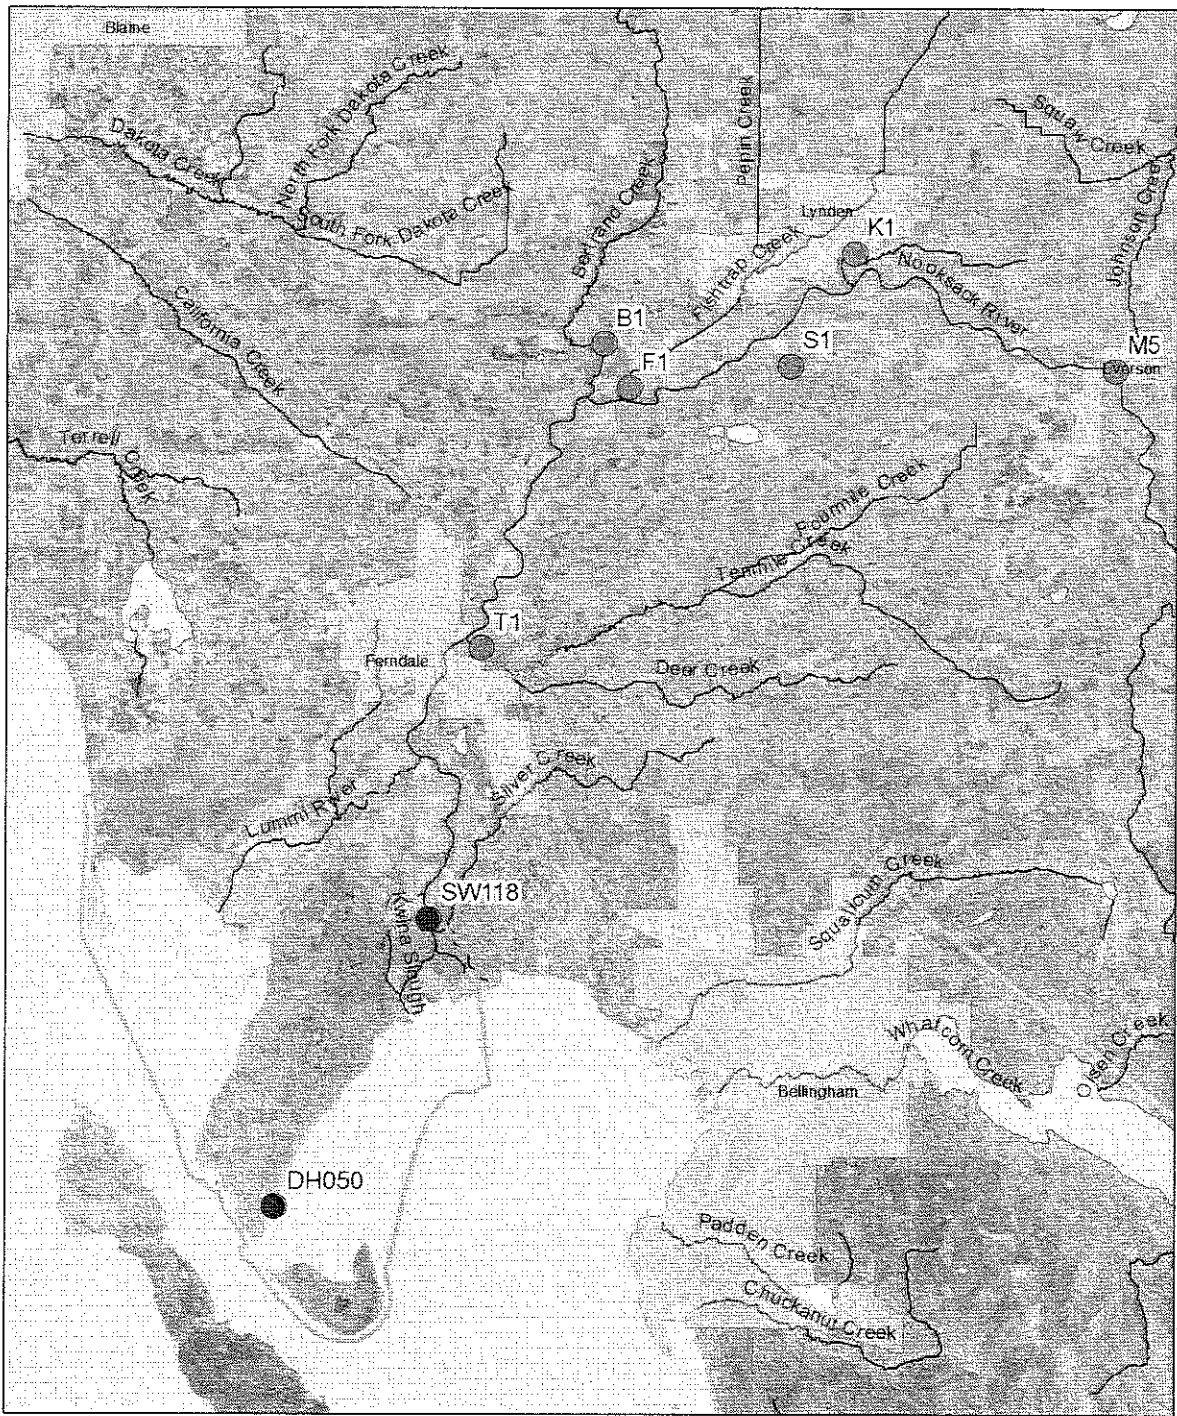 Blaine
Dakota Creek
North Fork Dakota Creek
South Fork Dakota Creek
Bertrand Creek
Pepin Creek
Squaw Creek
Johnson Creek
Lynden
K1
Fishtrap Creek
Nooksack River
California Creek
B1
F1
S1
M5
Everson
Terrell
Creek
Fourmile Creek
Tenmile Creek
T1
Ferndale
Deer Creek
Silver Creek
Lummi River
SW118
Kwina Slough
Squalicum Creek
Whatcom Creek
Olsen Creek
Bellingham
DH050
Padden Creek
Chuckanut Creek